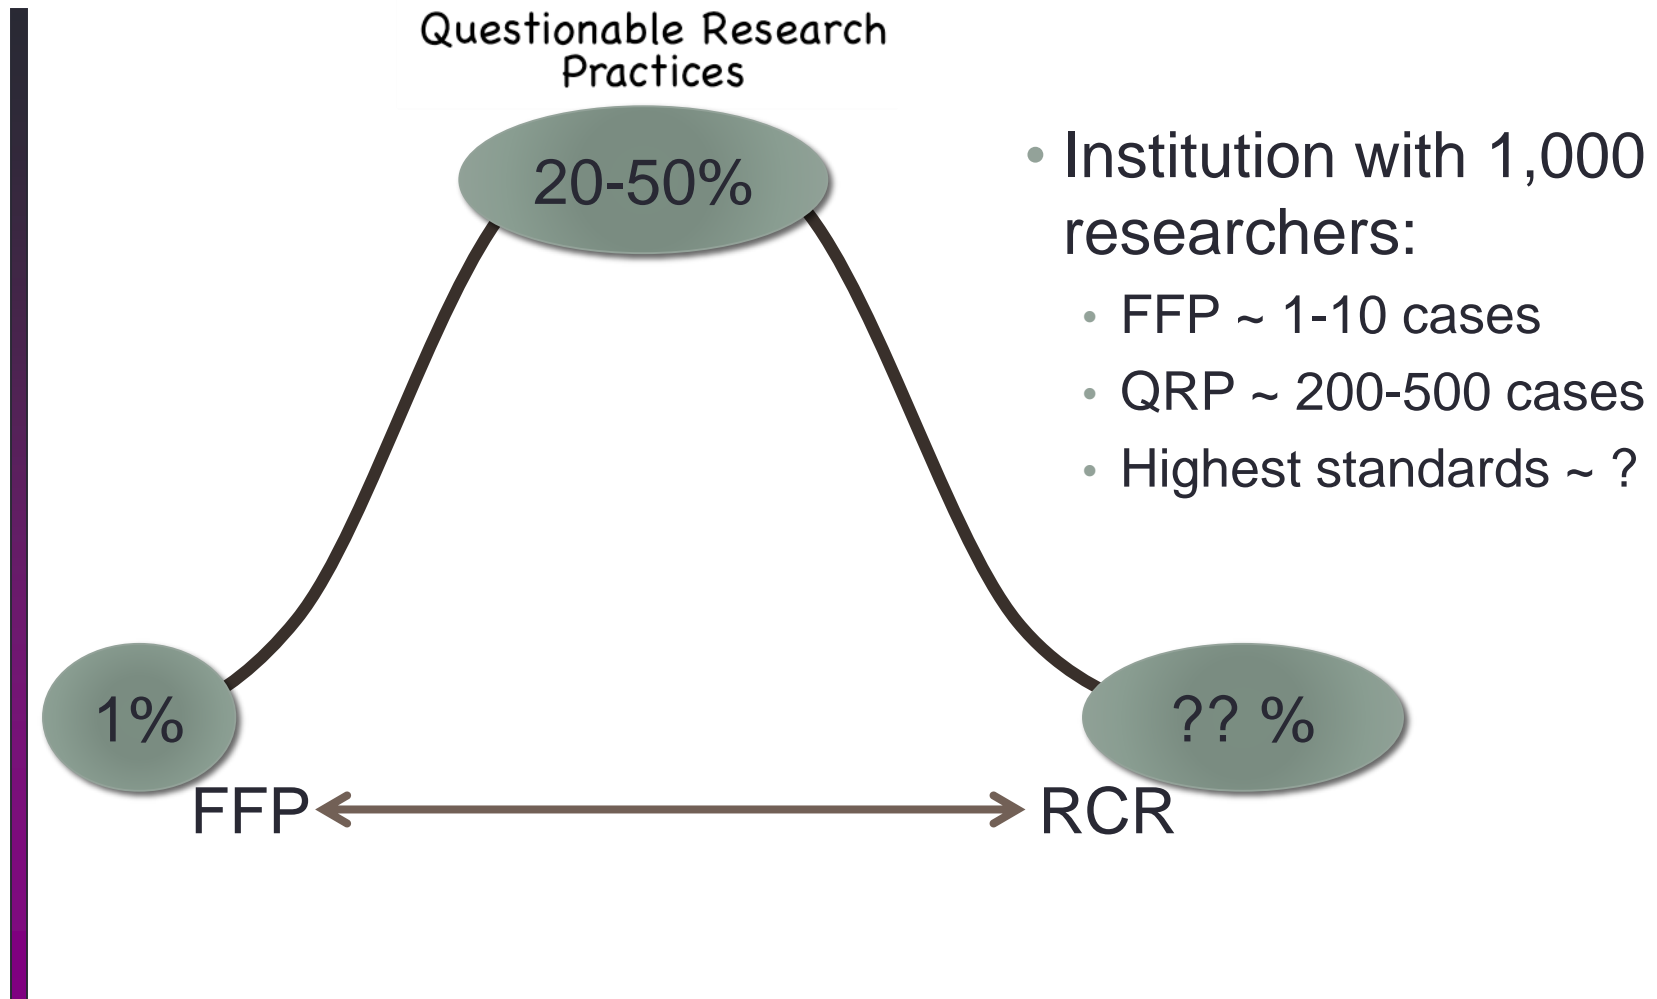 Questionable Research
Practices
20-50%
• Institution with 1,000
researchers:
• FFP ~ 1-10 cases
• QRP ~ 200-500 cases
• Highest standards ~ ?
1%
?? %
FFP
RCR